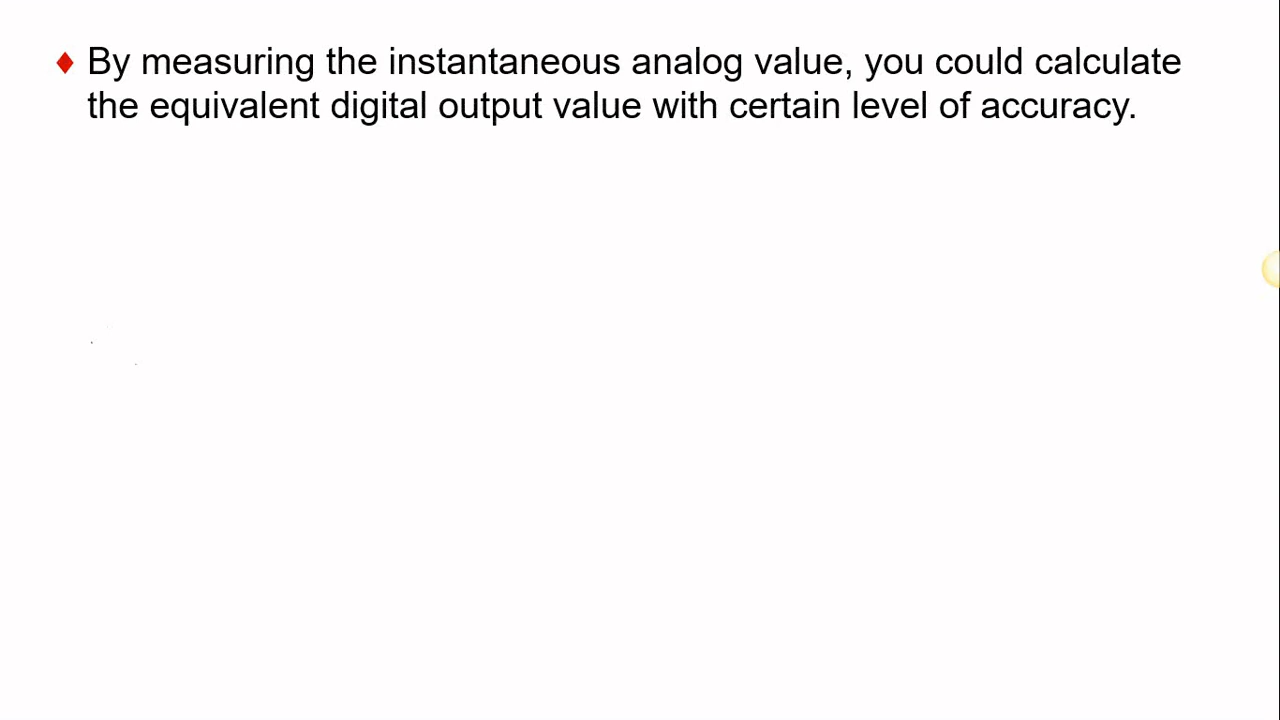 ♦ By measuring the instantaneous analog value, you could calculate
the equivalent digital output value with certain level of accuracy.